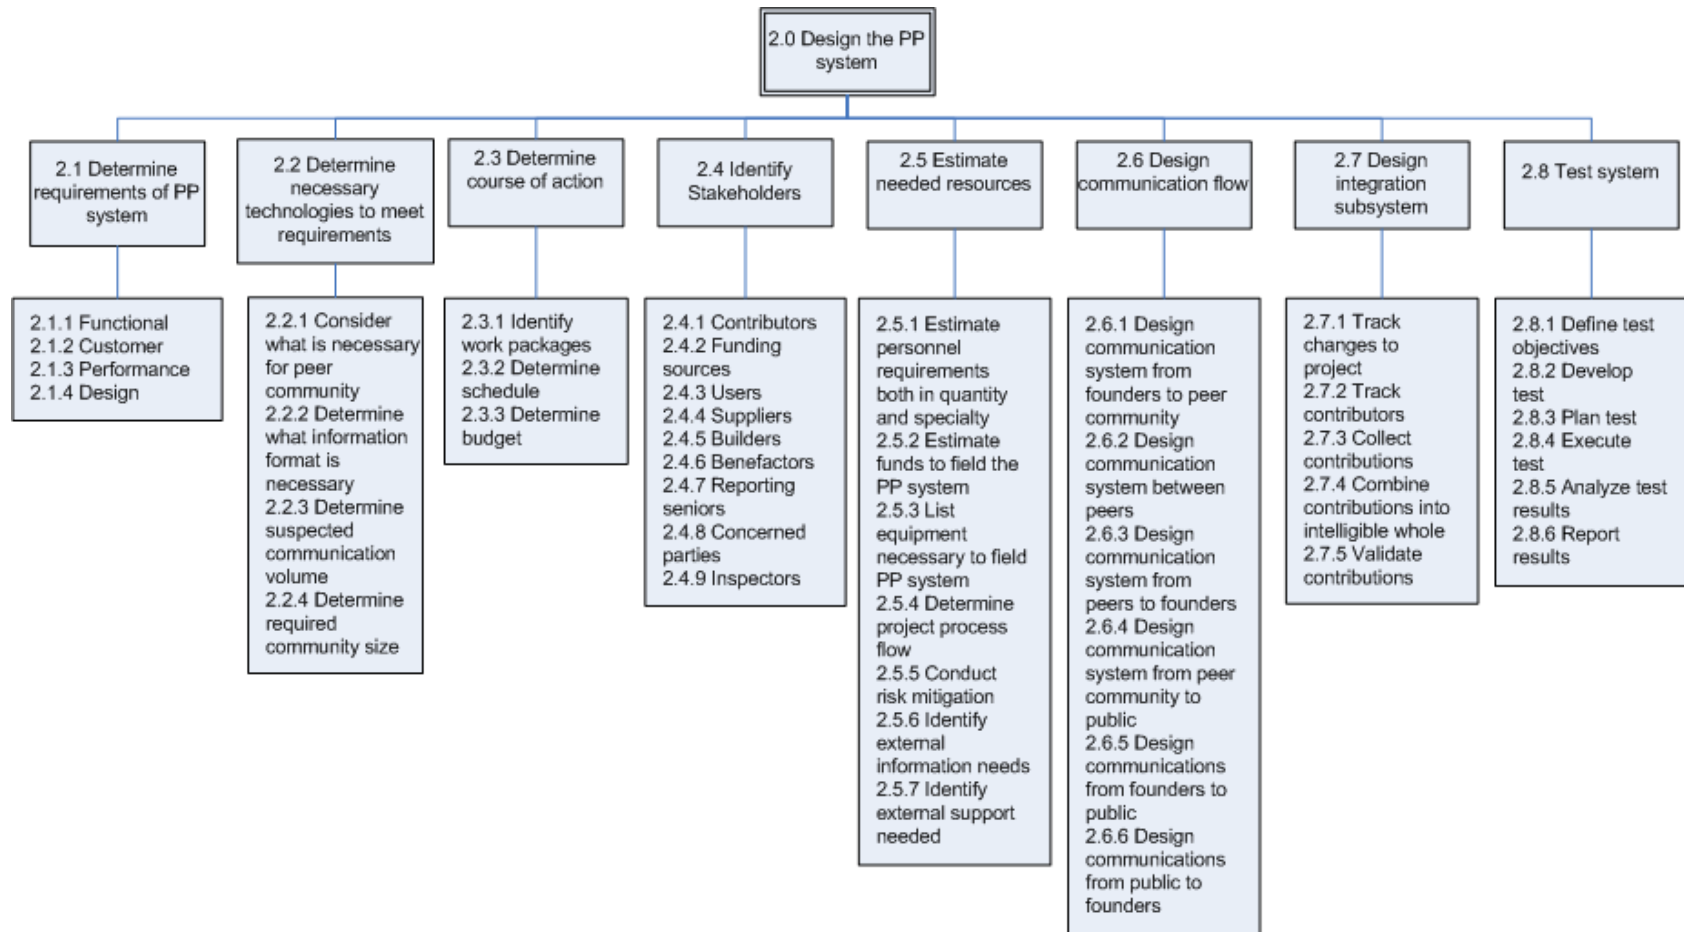 2.0 Design the PP
system
2.1 Determine
requirements of PP
system
2.2 Determine
necessary
technologies to meet
requirements
2.3 Determine
course of action
2.4 Identify
Stakeholders
2.5 Estimate
needed resources
2.6 Design
communication flow
2.7 Design
integration
subsystem
2.8 Test system
2.1.1 Functional
2.1.2 Customer
2.1.3 Performance
2.1.4 Design
2.2.1 Consider
what is necessary
for peer
community
2.2.2 Determine
what information
format is
necessary
2.2.3 Determine
suspected
communication
volume
2.2.4 Determine
required
community size
2.3.1 Identify
work packages
2.3.2 Determine
schedule
2.3.3 Determine
budget
2.4.1 Contributors
2.4.2 Funding
sources
2.4.3 Users
2.4.4 Suppliers
2.4.5 Builders
2.4.6 Benefactors
2.4.7 Reporting
seniors
2.4.8 Concerned
parties
2.4.9 Inspectors
2.5.1 Estimate
personnel
requirements
both in quantity
and specialty
2.5.2 Estimate
funds to field the
PP system
2.5.3 List
equipment
necessary to field
PP system
2.5.4 Determine
project process
flow
2.5.5 Conduct
risk mitigation
2.5.6 Identify
external
information needs
2.5.7 Identify
external support
needed
2.6.1 Design
communication
system from
founders to peer
community
2.6.2 Design
communication
system between
peers
2.6.3 Design
communication
system from
peers to founders
2.6.4 Design
communication
system from peer
community to
public
2.6.5 Design
communications
from founders to
public
2.6.6 Design
communications
from public to
founders
2.7.1 Track
changes to
project
2.7.2 Track
contributors
2.7.3 Collect
contributions
2.7.4 Combine
contributions into
intelligible whole
2.7.5 Validate
contributions
2.8.1 Define test
objectives
2.8.2 Develop
test
2.8.3 Plan test
2.8.4 Execute
test
2.8.5 Analyze test
results
2.8.6 Report
results